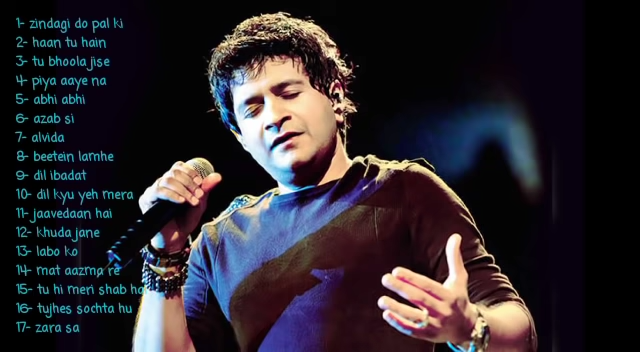 1- zindagi do pal ki
2- haan tu hain
3- tu bhoola jise
4- piya aaye na
5- abhi abhi
6- azab si
7- alvida
8- beetein lamhe
9- dil ibadat
10- dil kyu yeh mera
11- jaavedaan hai
12- khuda jane
13- labo ko
14- mat aazma re
15- tu hi meri shab ha
16- tujhe sochta hu
17- zara sa